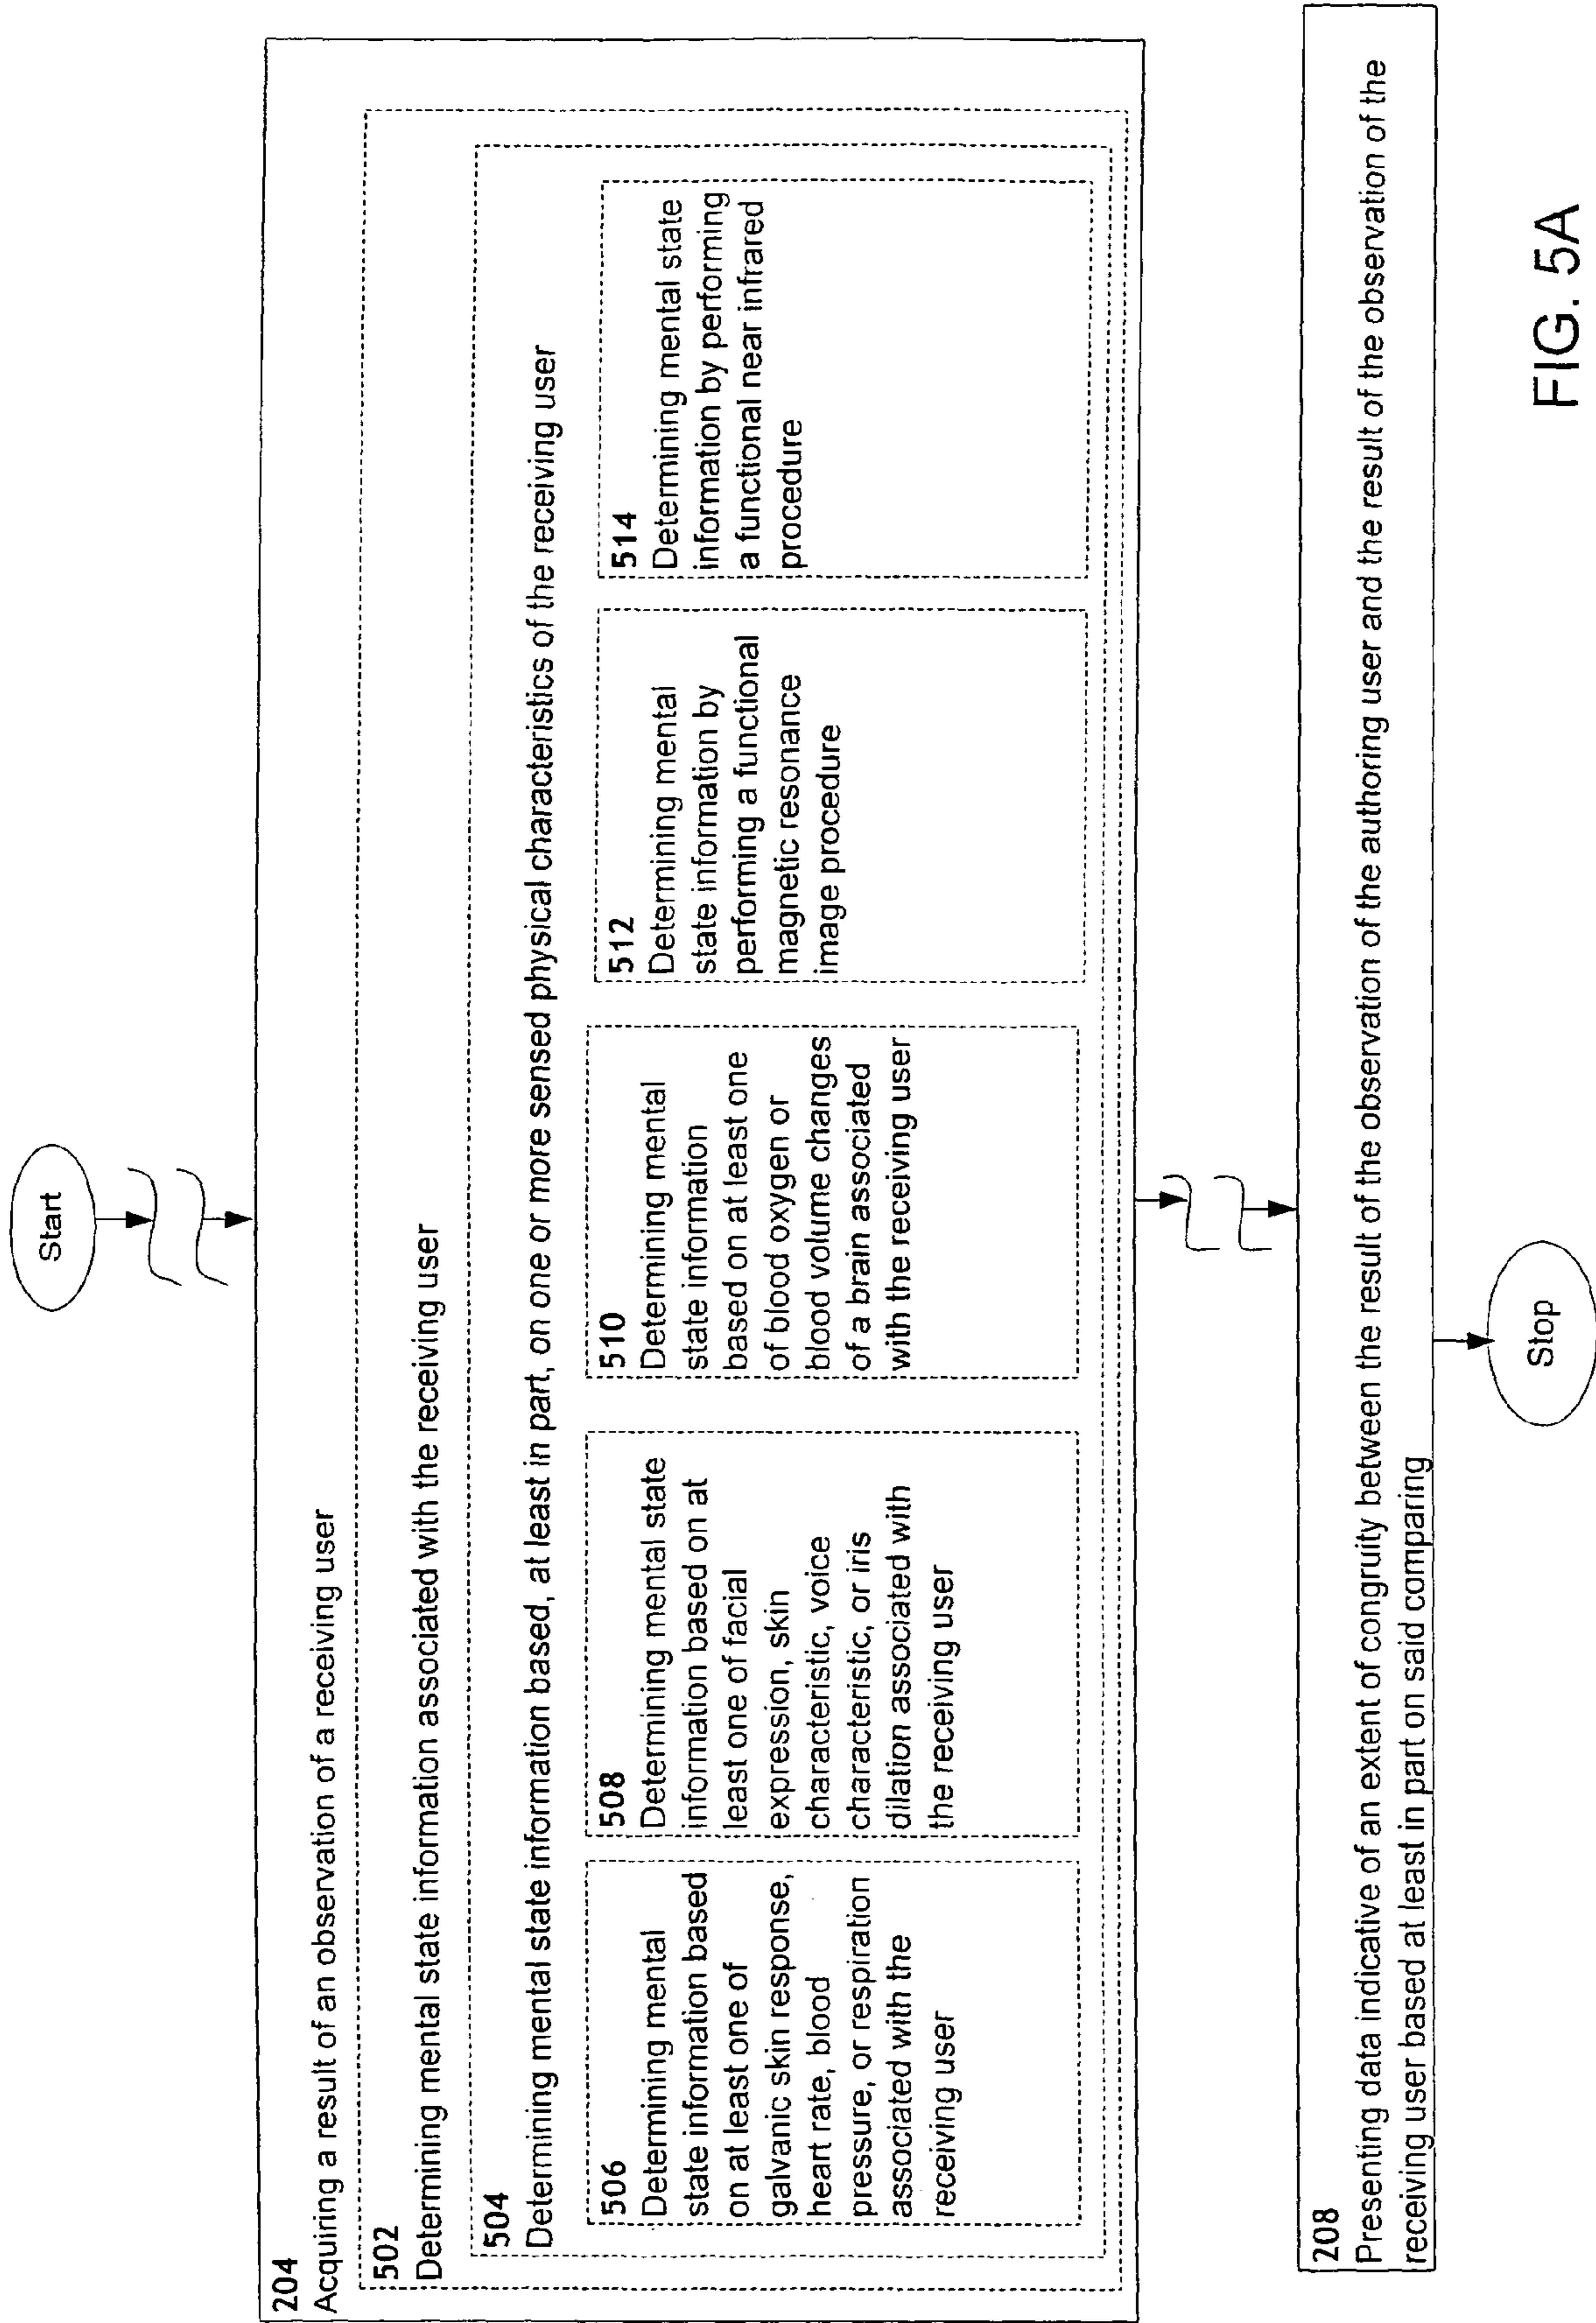 Start
204
Acquiring a result of an observation of a receiving user
502
Determining mental state information associated with the receiving user
504
Determining mental state information based, at least in part, on one or more sensed physical characteristics of the receiving user
506
Determining mental
state information based
on at least one of
galvanic skin response,
heart rate, blood
pressure, or respiration
associated with the
receiving user
508
Determining mental state
information based on at
least one of facial
expression, skin
characteristic, voice
characteristic, or iris
dilation associated with
the receiving user
510
Determining mental
state information
based on at least one
of blood oxygen or
blood volume changes
of a brain associated
with the receiving user
512
Determining mental
state information by
performing a functional
magnetic resonance
image procedure
514
Determining mental state
information by performing
a functional near infrared
procedure
208
Presenting data indicative of an extent of congruity between the result of the observation of the authoring user and the result of the observation of the
receiving user based at least in part on said comparing
Stop
FIG. 5A